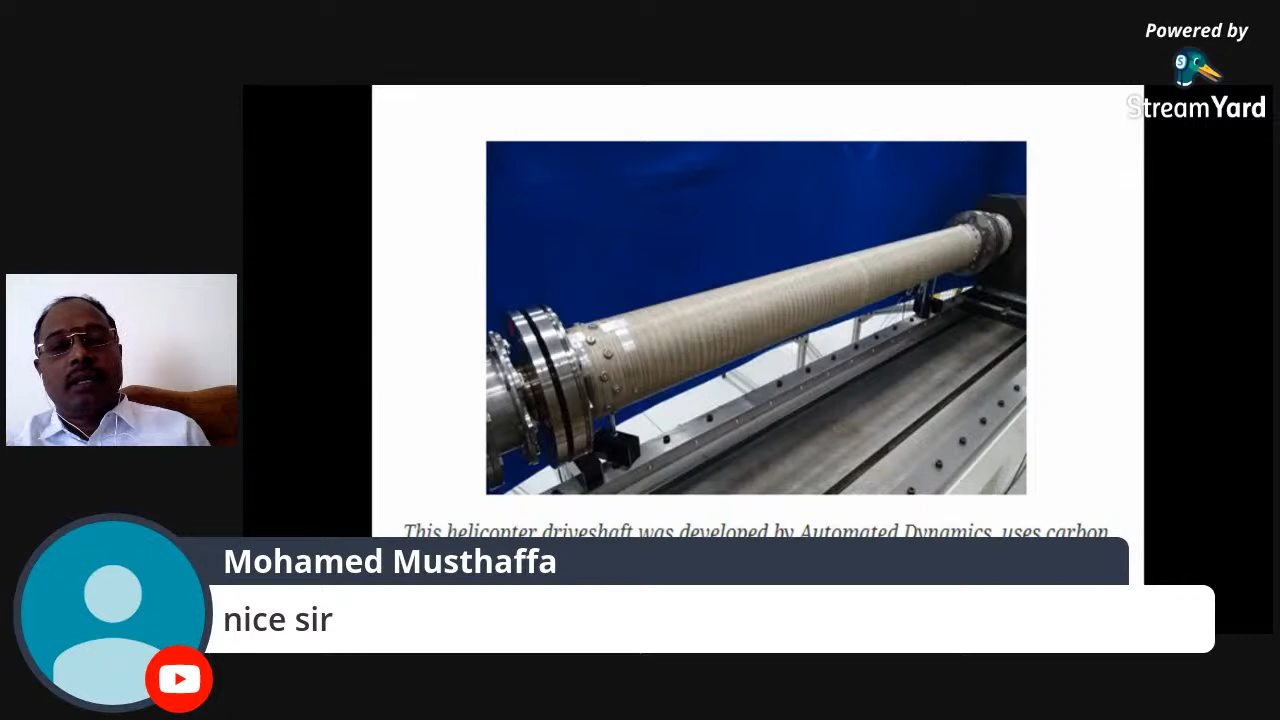 Powered by
StreamYard
This helicopter driveshaft was developed by Automated Dynamics, uses carbon
Mohamed Musthaffa
nice sir